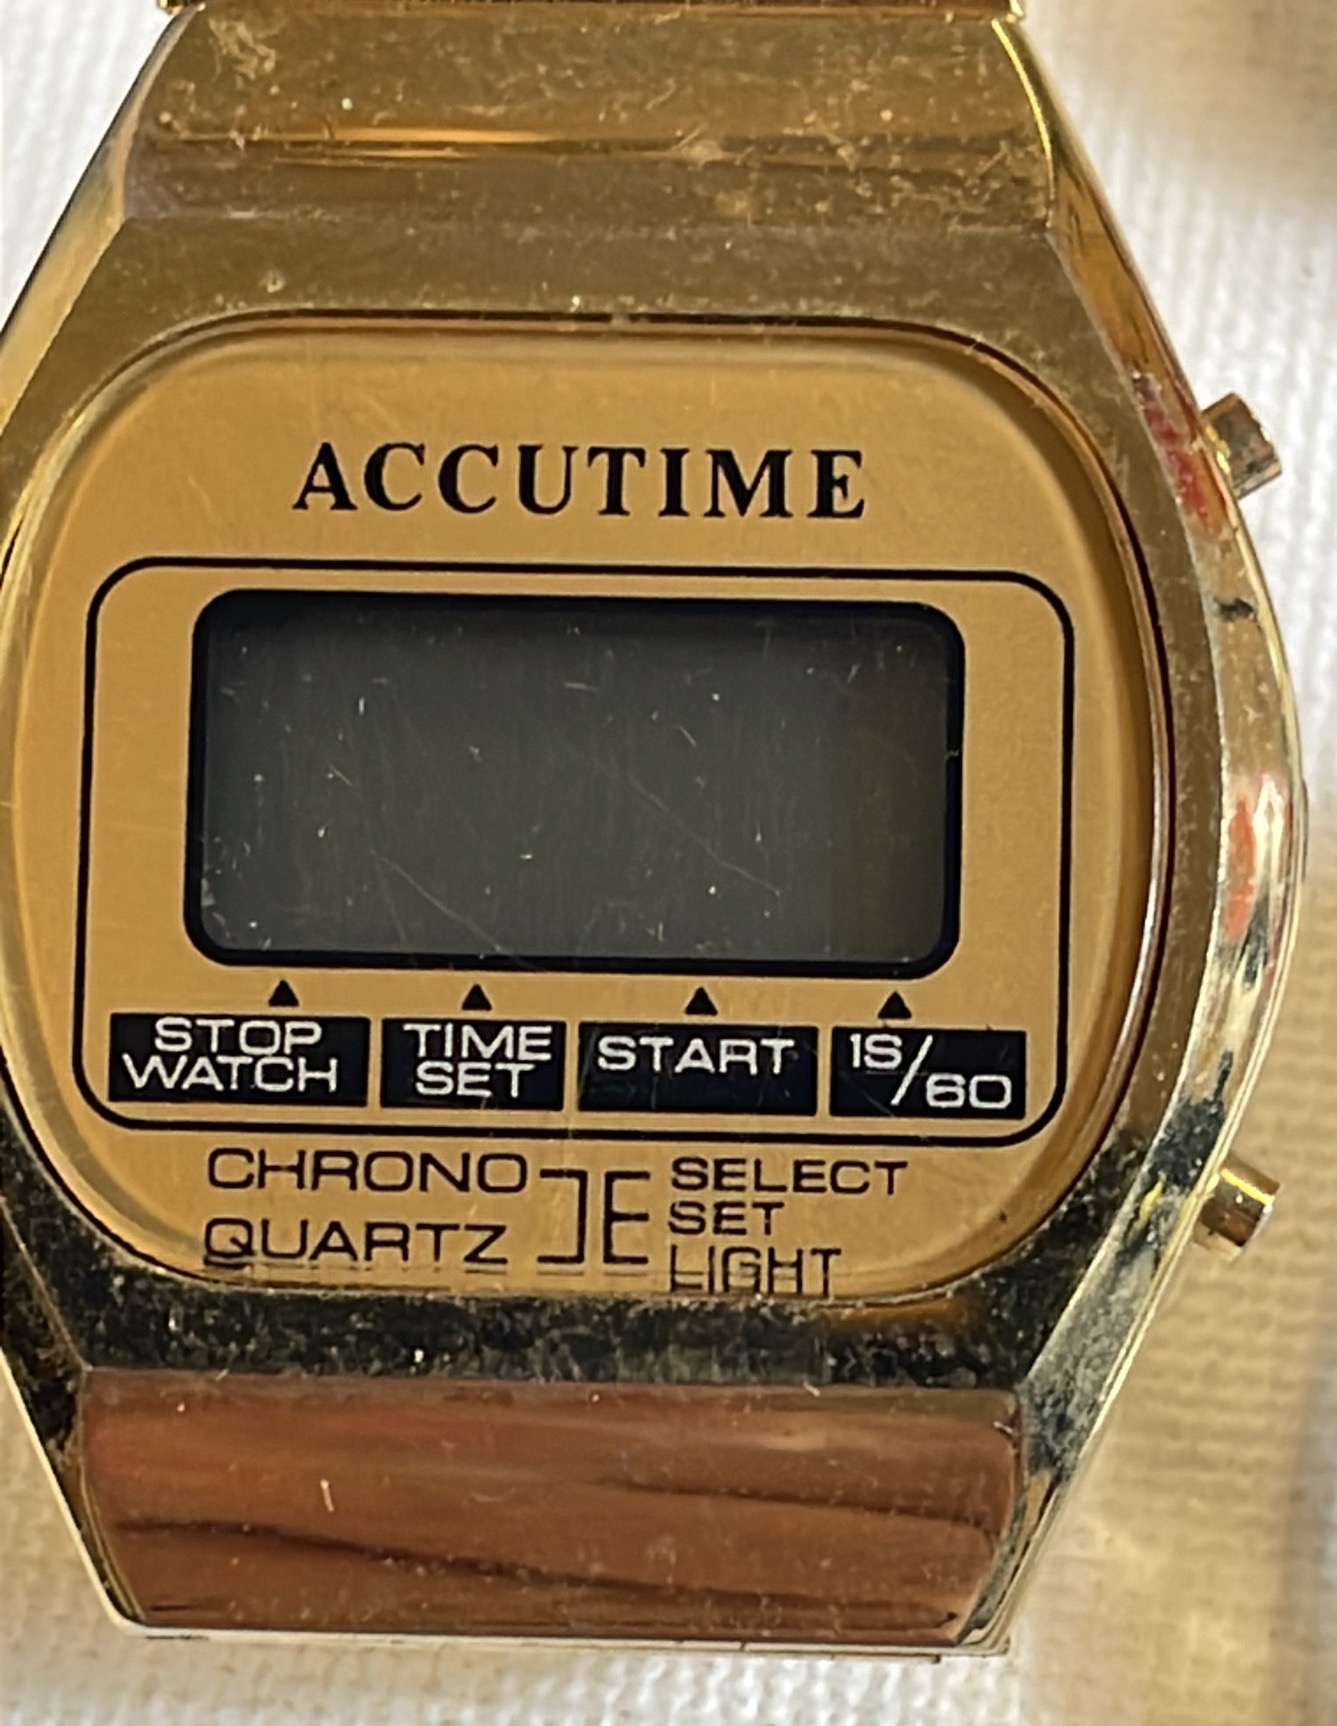 ACCUTIME
STOP WATCH
TIME SET
START
1S/60
CHRONO
QUARTZ
SELECT
SET
LIGHT